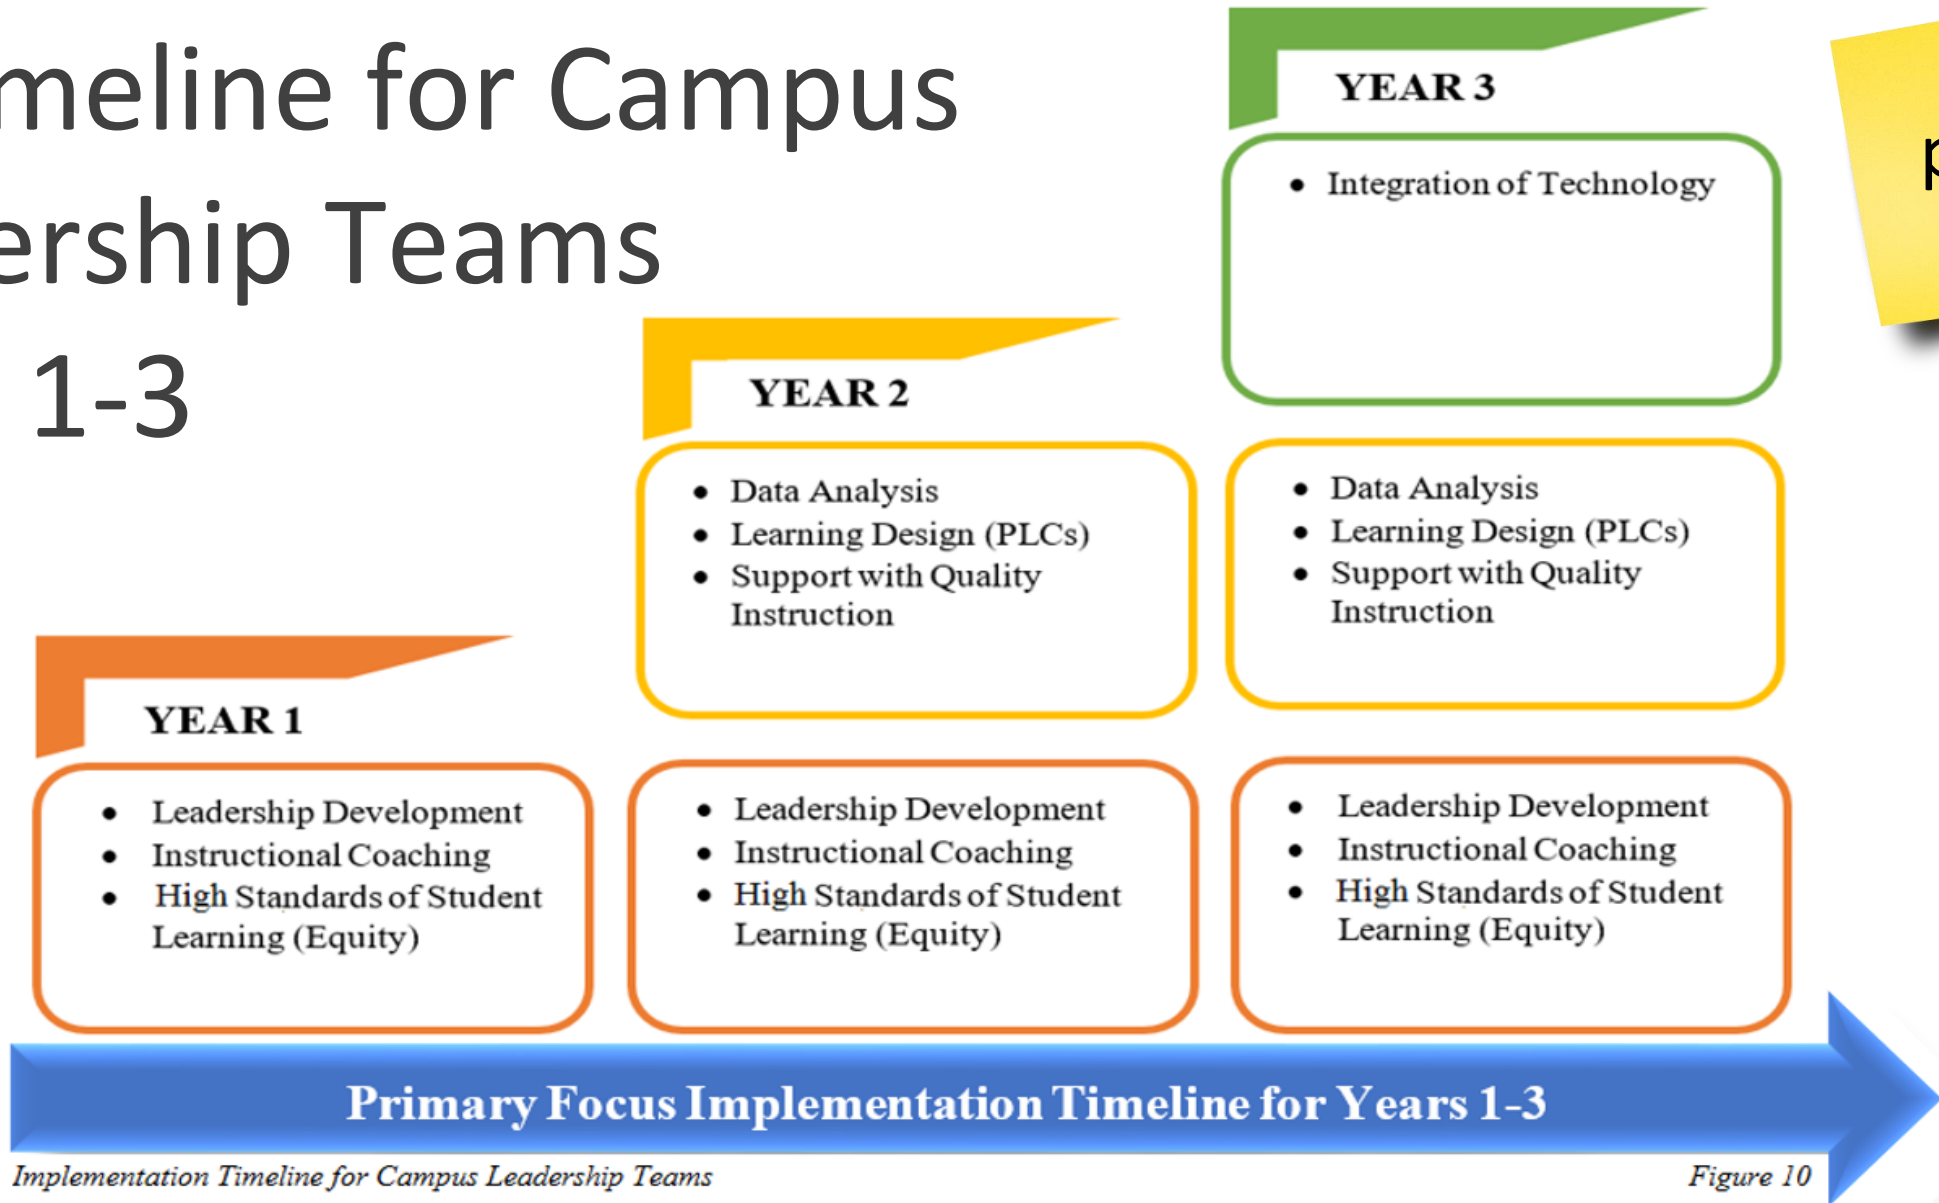 meline for Campus
ership Teams
1-3
YEAR 3
• Integration of Technology
YEAR 2
• Data Analysis
• Learning Design (PLCs)
• Support with Quality
Instruction
• Data Analysis
• Learning Design (PLCs)
• Support with Quality
Instruction
YEAR 1
• Leadership Development
• Instructional Coaching
• High Standards of Student
Learning (Equity)
• Leadership Development
• Instructional Coaching
• High Standards of Student
Learning (Equity)
• Leadership Development
• Instructional Coaching
• High Standards of Student
Learning (Equity)
Primary Focus Implementation Timeline for Years 1-3
Implementation Timeline for Campus Leadership Teams
Figure 10